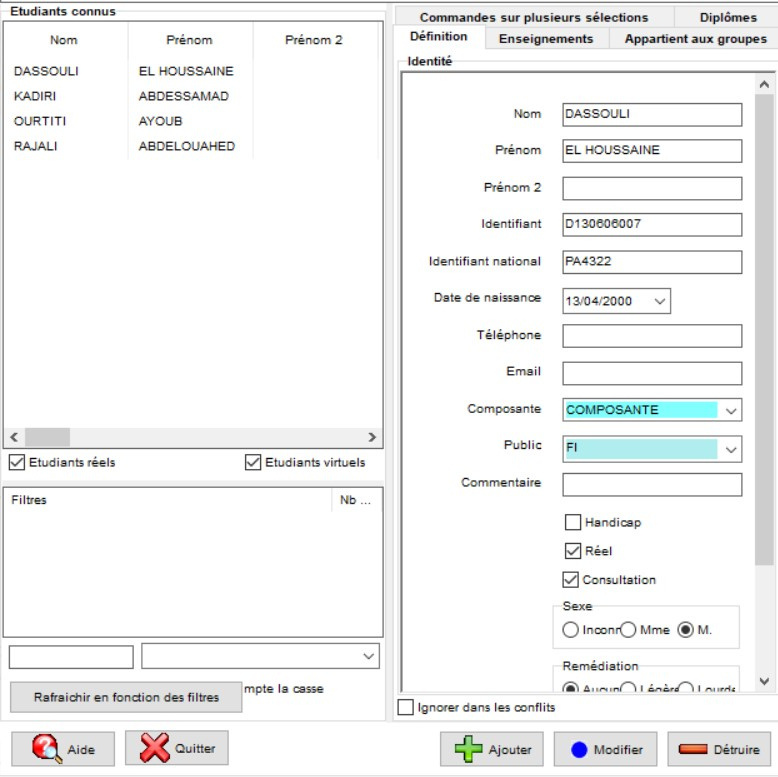 Etudiants connus
Nom Prénom Prénom 2
DASSOULI EL HOUSSAINE
KADIRI ABDESSAMAD
OURTITI AYOUB
RAJALI ABDELOUAHED
Etudiants réels Etudiants virtuels
Filtres Nb ...
mpte la casse
Rafraichir en fonction des filtres
Aide Quitter
Commandes sur plusieurs sélections Diplômes
Définition Enseignements Appartient aux groupes
Identité
Nom DASSOULI
Prénom EL HOUSSAINE
Prénom 2
Identifiant D130606007
Identifiant national PA4322
Date de naissance 13/04/2000
Téléphone
Email
Composante COMPOSANTE
Public FI
Commentaire
Handicap
Réel
Consultation
Sexe
Inconn Mme M.
Remédiation
Aucun Légère Lourde
Ignorer dans les conflits
Ajouter Modifier Détruire